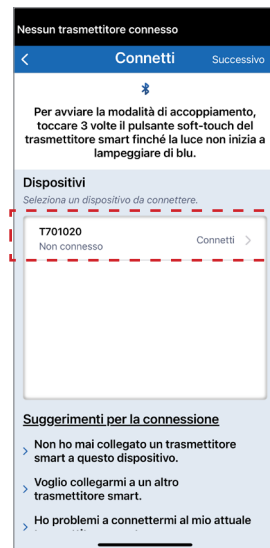 Nessun trasmettitore connesso
Connetti Successivo
Per avviare la modalità di accoppiamento,
toccare 3 volte il pulsante soft-touch del
trasmettitore smart finché la luce non inizia a
lampeggiare di blu.
Dispositivi
Seleziona un dispositivo da connettere.
T701020
Non connesso
Connetti
Suggerimenti per la connessione
Non ho mai collegato un trasmettitore
smart a questo dispositivo.
Voglio collegarmi a un altro
trasmettitore smart.
Ho problemi a connettermi al mio attuale